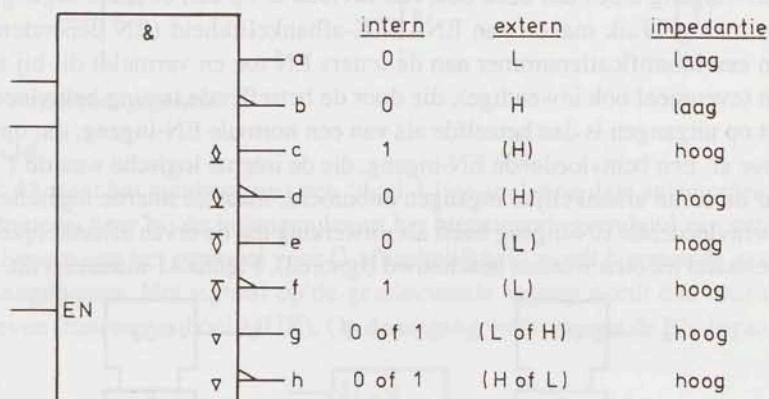 & intern extern impedantie
a 0 L laag
b 0 H laag
c 1 (H) hoog
d 0 (H) hoog
e 0 (L) hoog
f 1 (L) hoog
EN
g 0 of 1 (L of H) hoog
h 0 of 1 (H of L) hoog